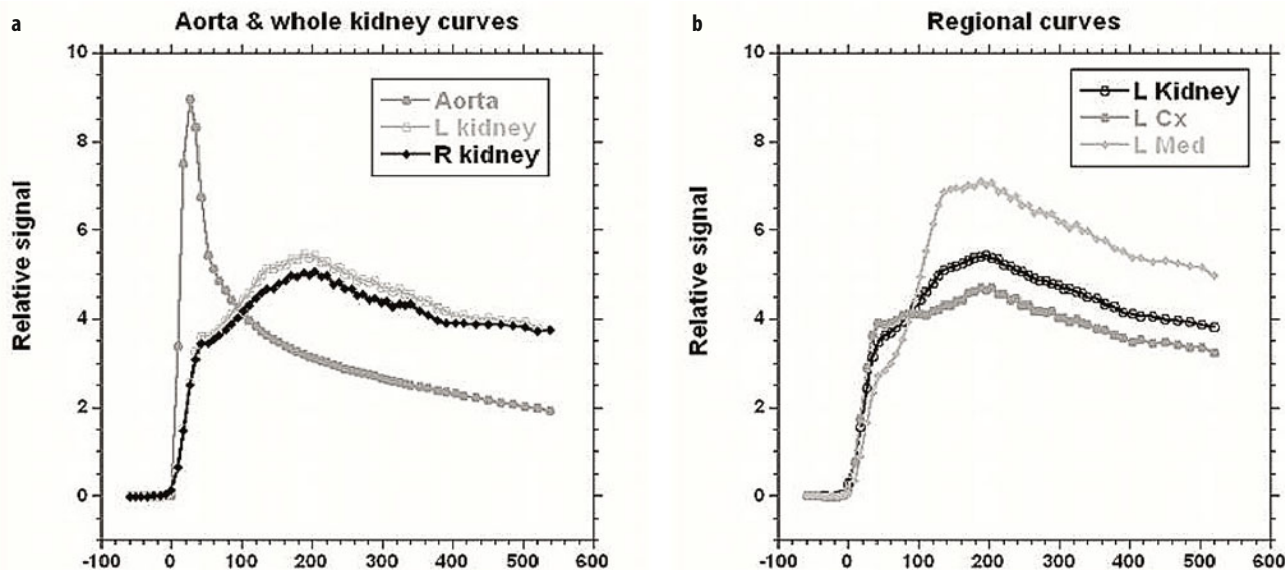 a
Aorta & whole kidney curves
10
8
6
4
2
0
-100 0 100 200 300 400 500 600
Relative signal
Aorta
L kidney
R kidney
b
Regional curves
10
8
6
4
2
0
-100 0 100 200 300 400 500 600
Relative signal
L Kidney
L Cx
L Med